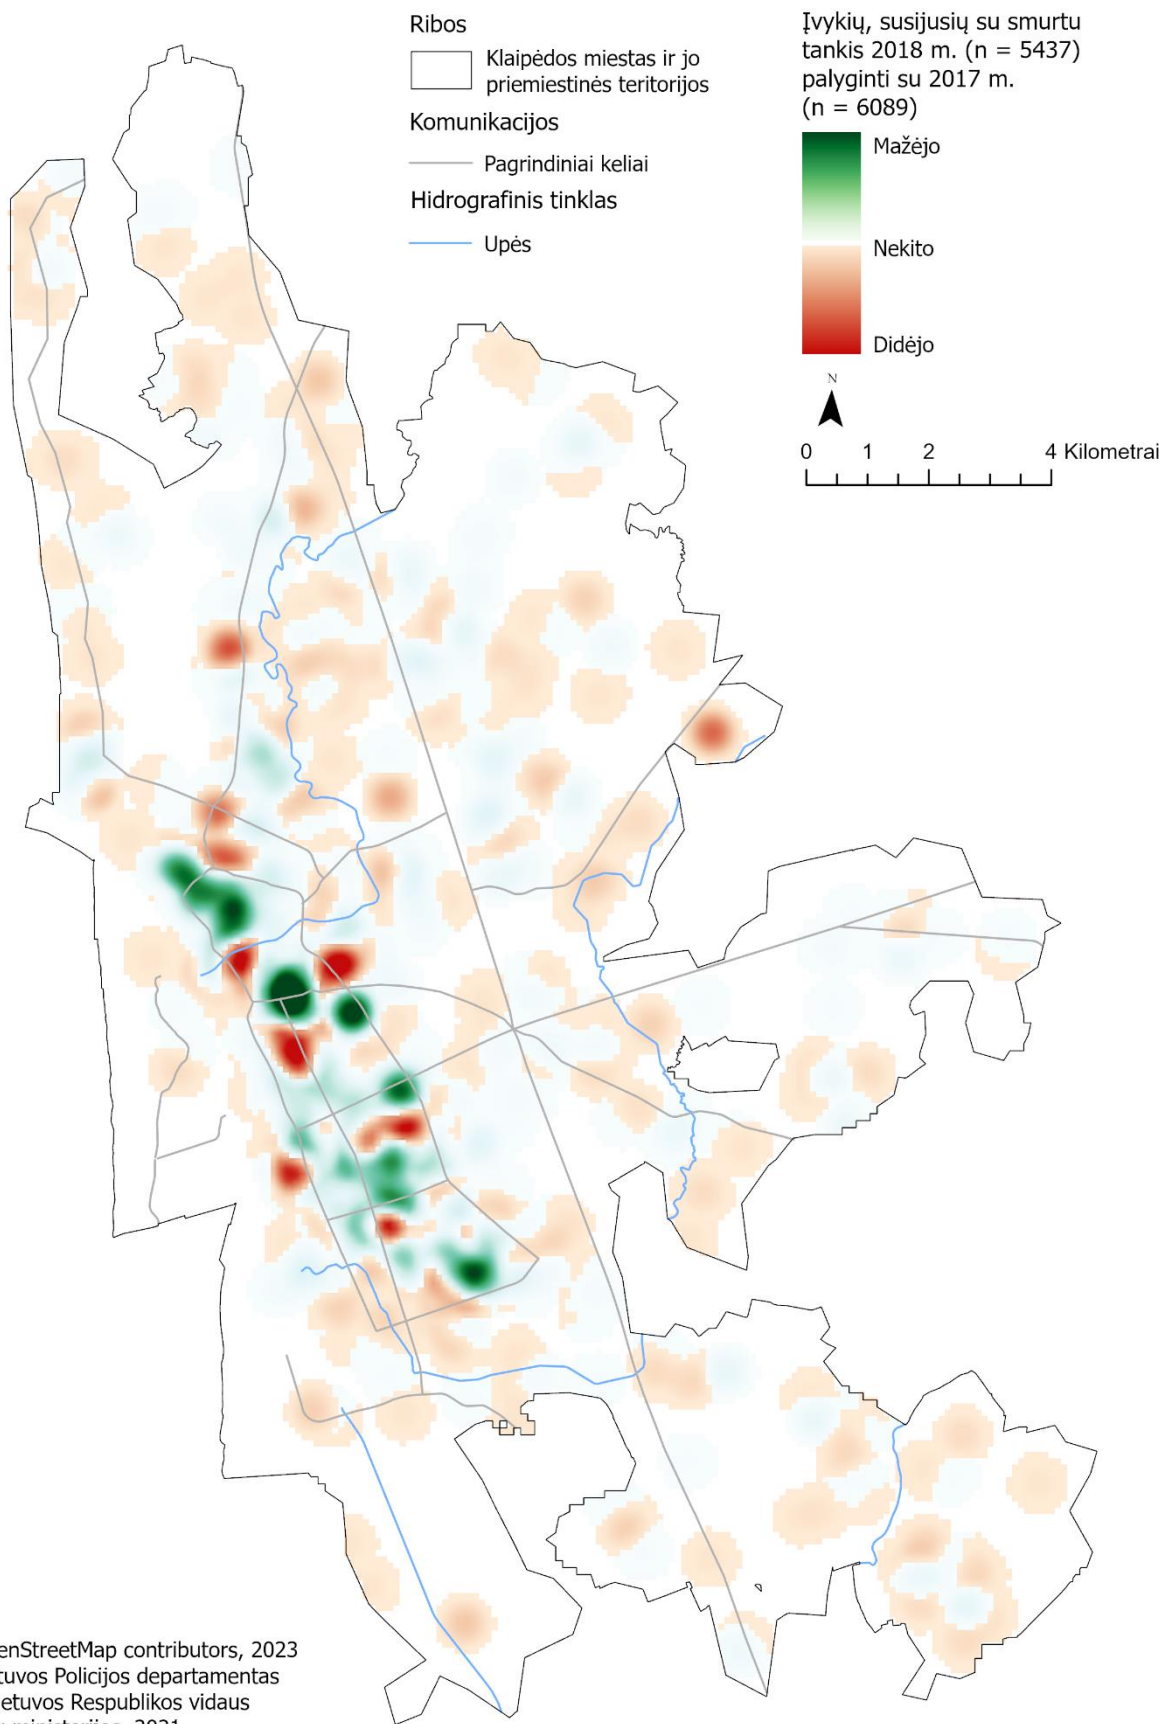 Ribos
Klaipėdos miestas ir jo
priemiestinės teritorijos
Komunikacijos
Pagrindiniai keliai
Hidrografinis tinklas
Upės
Įvykių, susijusių su smurtu
tankis 2018 m. (n = 5437)
palyginti su 2017 m.
(n = 6089)
Mažėjo
Nekito
Didėjo
N
0 1 2 4 Kilometrai
enStreetMap contributors, 2023
tuvos Policijos departamentas
ietuvos Respublikos vidaus